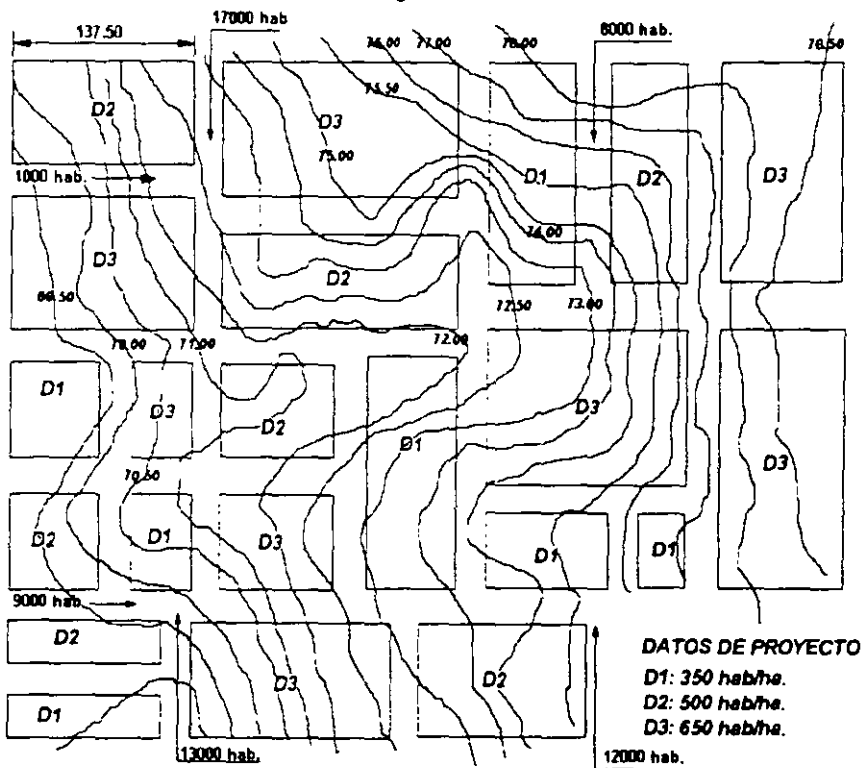 17000 hab
137.50
76.00
77.00
78.00
8000 hab.
78.50
75.50
D2
D3
75.00
D1
D2
D3
1000 hab.
74.00
D3
D2
72.50
73.00
70.00
71.00
72.00
D1
D3
D2
D1
D3
D3
70.50
D2
D1
D3
D1
D1
9000 hab.
D2
D3
D2
D1
DATOS DE PROYECTO
D1: 350 hab/ha.
D2: 500 hab/ha.
D3: 650 hab/ha.
13000 hab.
12000 hab.